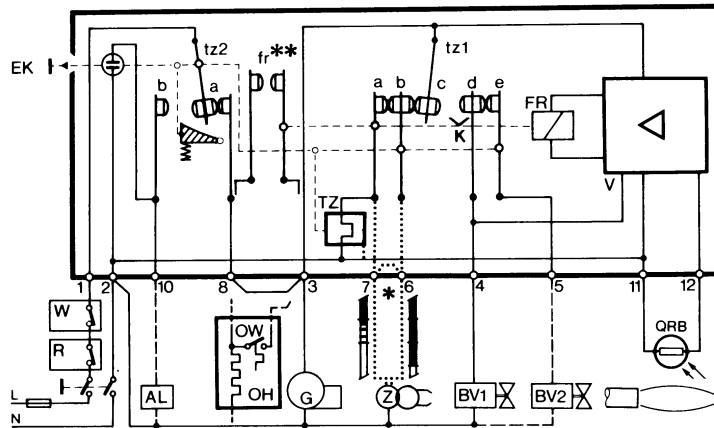 tz2
fr**
tz1
EK
b
a
a
b
c
d
e
FR
K
V
TZ
1
2
10
8
3
7
6
4
5
11
12
*
W
R
OW
OH
QRB
L
N
AL
G
Z
BV1
BV2